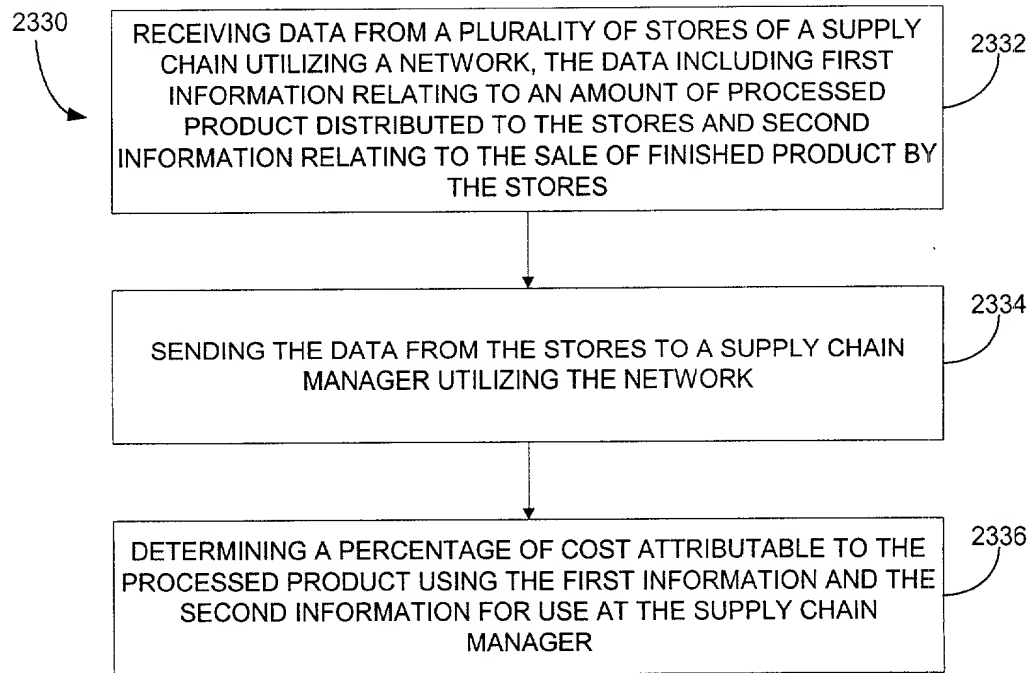 2330
RECEIVING DATA FROM A PLURALITY OF STORES OF A SUPPLY
CHAIN UTILIZING A NETWORK, THE DATA INCLUDING FIRST
INFORMATION RELATING TO AN AMOUNT OF PROCESSED
PRODUCT DISTRIBUTED TO THE STORES AND SECOND
INFORMATION RELATING TO THE SALE OF FINISHED PRODUCT BY
THE STORES
2332
SENDING THE DATA FROM THE STORES TO A SUPPLY CHAIN
MANAGER UTILIZING THE NETWORK
2334
DETERMINING A PERCENTAGE OF COST ATTRIBUTABLE TO THE
PROCESSED PRODUCT USING THE FIRST INFORMATION AND THE
SECOND INFORMATION FOR USE AT THE SUPPLY CHAIN
MANAGER
2336